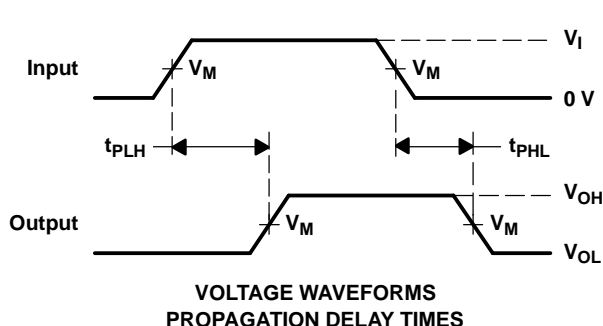 V_I
Input
V_M
V_M
0 V
t_PLH
t_PHL
V_OH
Output
V_M
V_M
V_OL
VOLTAGE WAVEFORMS
PROPAGATION DELAY TIMES